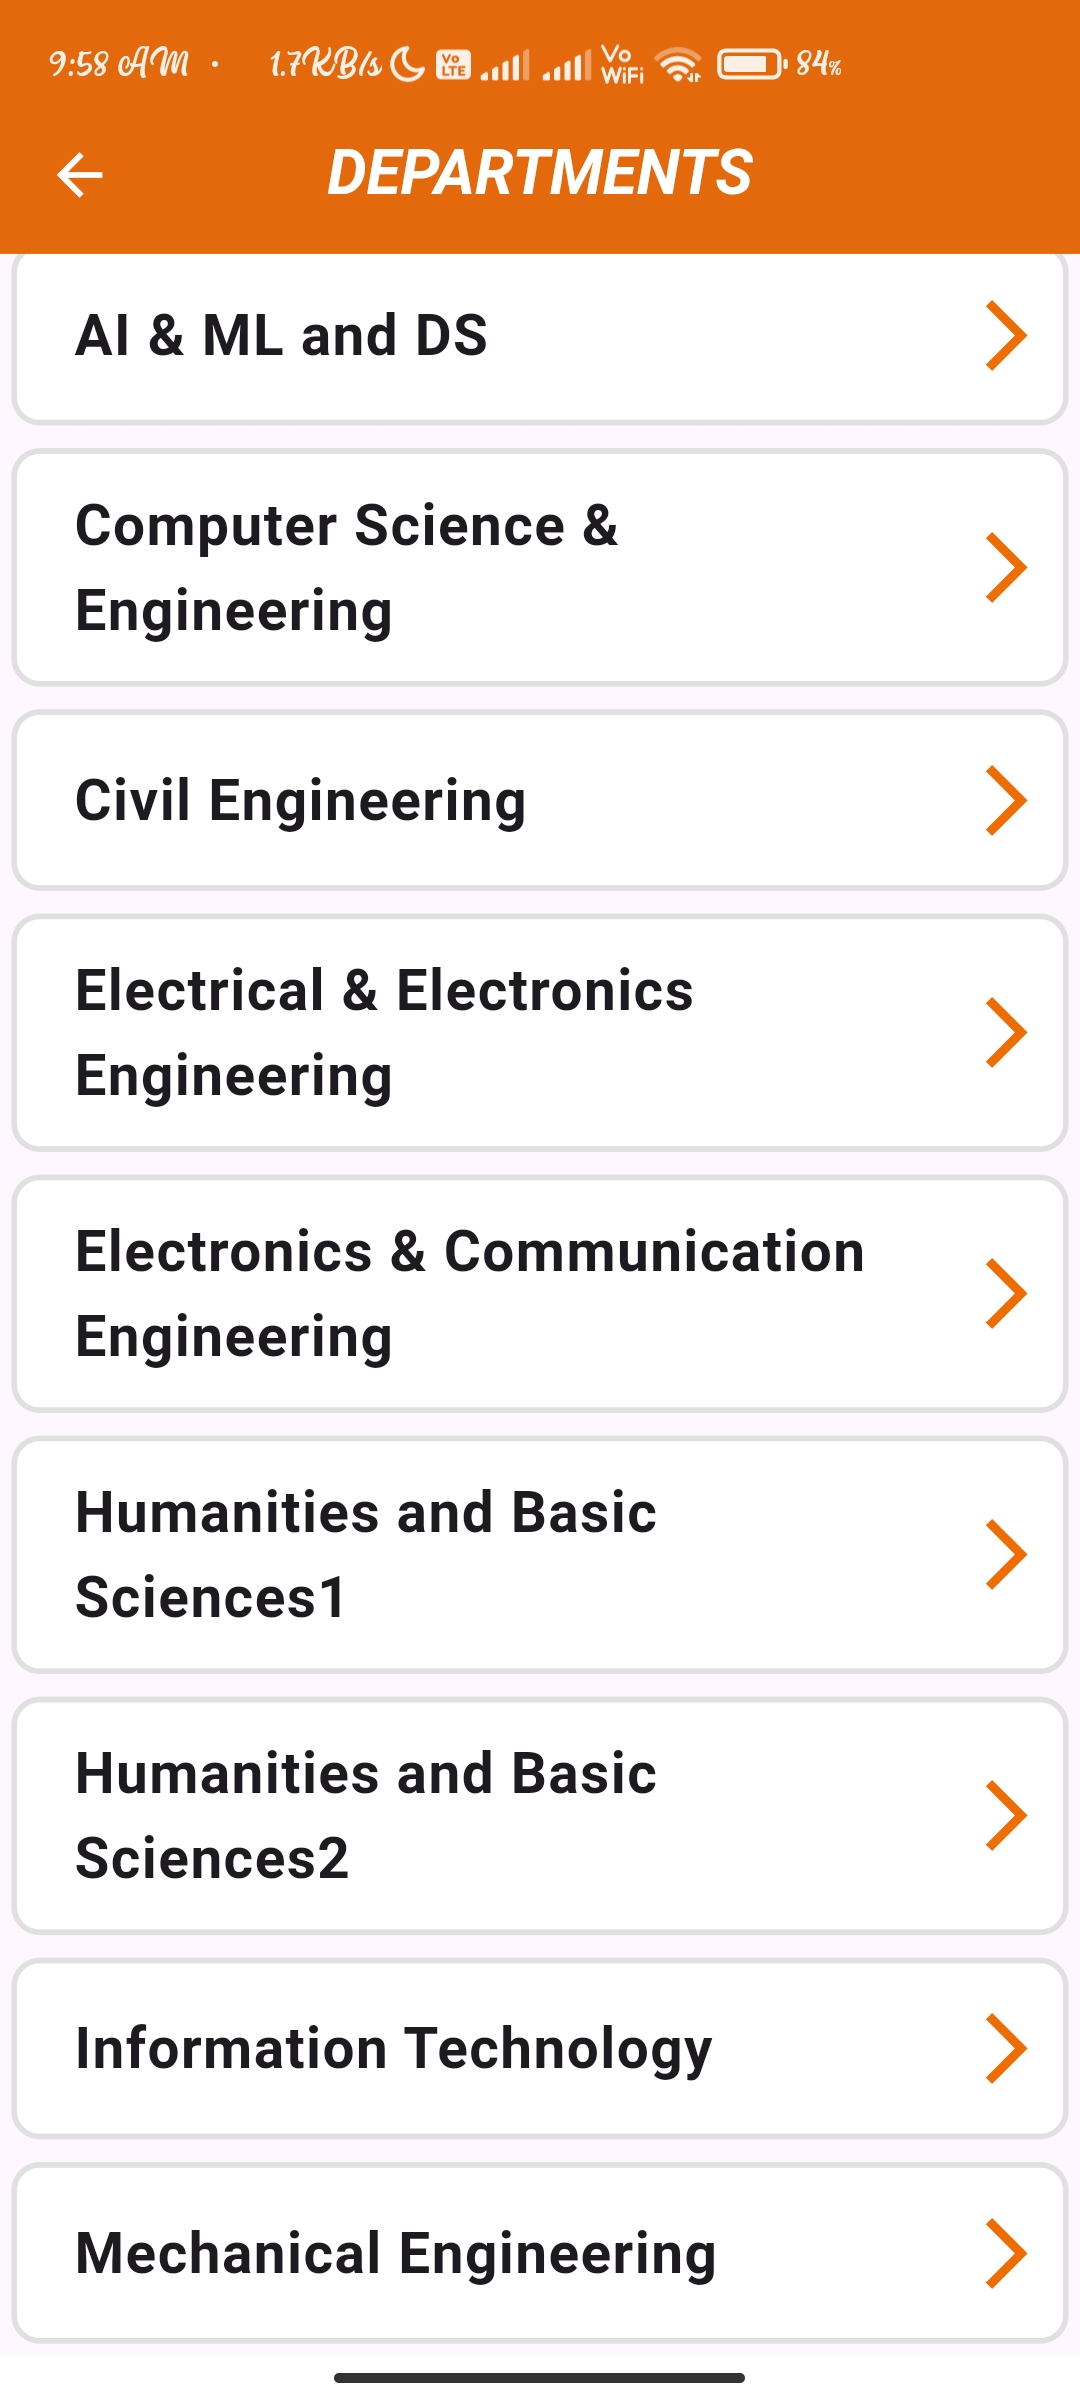 9:58 AM · 1.7KB/s Vo LTE Vo WiFi 84%
DEPARTMENTS
AI & ML and DS
Computer Science &
Engineering
Civil Engineering
Electrical & Electronics
Engineering
Electronics & Communication
Engineering
Humanities and Basic
Sciences1
Humanities and Basic
Sciences2
Information Technology
Mechanical Engineering